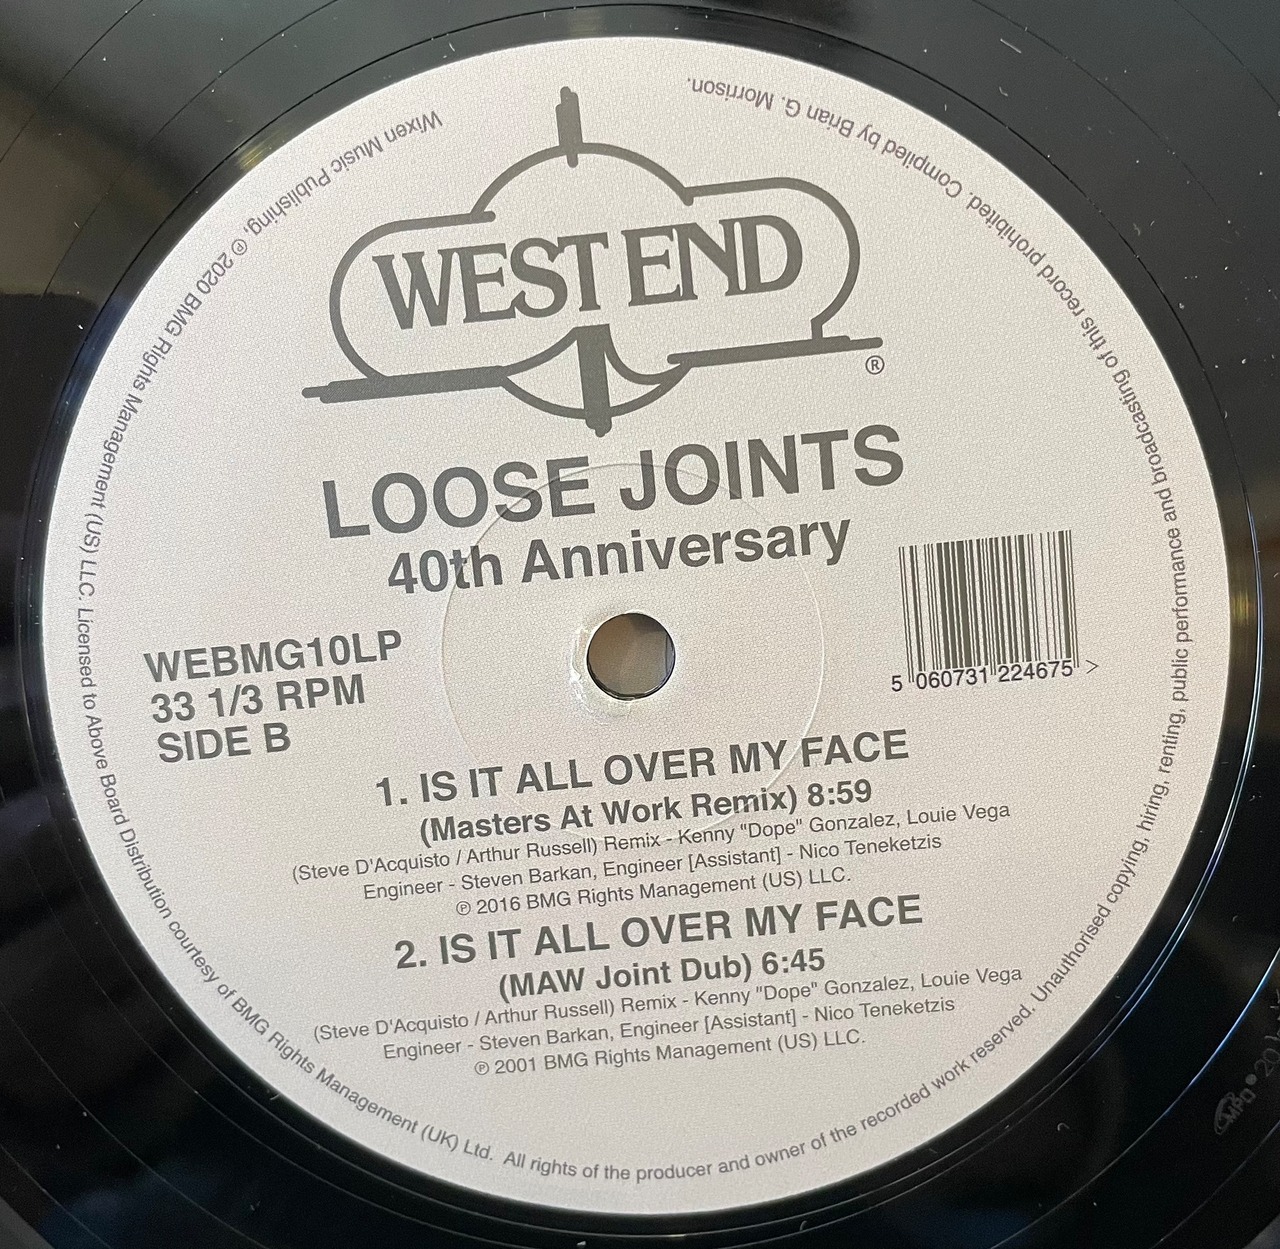 WEST END
®
LOOSE JOINTS
40th Anniversary
WEBMG10LP
33 1/3 RPM
SIDE B
5 060731 224675 >
1. IS IT ALL OVER MY FACE
(Masters At Work Remix) 8:59
(Steve D'Acquisto / Arthur Russell) Remix - Kenny "Dope" Gonzalez, Louie Vega
Engineer - Steven Barkan, Engineer [Assistant] - Nico Teneketzis
℗ 2016 BMG Rights Management (US) LLC.
2. IS IT ALL OVER MY FACE
(MAW Joint Dub) 6:45
(Steve D'Acquisto / Arthur Russell) Remix - Kenny "Dope" Gonzalez, Louie Vega
Engineer - Steven Barkan, Engineer [Assistant] - Nico Teneketzis
℗ 2001 BMG Rights Management (US) LLC.
Wixen Music Publishing, ℗ 2020 BMG Rights Management (US) LLC. Licensed to Above Board Distribution courtesy of BMG Rights Management (UK) Ltd. All rights of the producer and owner of the recorded work reserved. Unauthorised copying, hiring, renting, public performance and broadcasting of this record prohibited. Compiled by Brian G. Morrison.